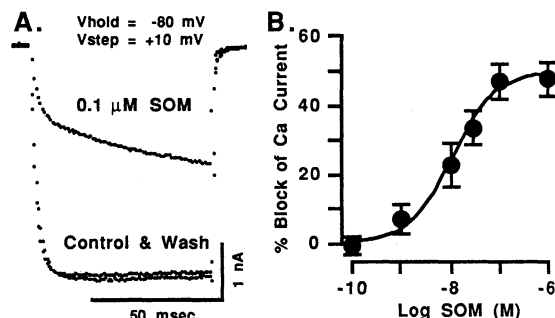 A. Vhold = -80 mV
Vstep = +10 mV
0.1 µM SOM
Control & Wash
1 nA
50 msec
B.
% Block of Ca Current
60
40
20
0
-10 -8 -6
Log SOM (M)